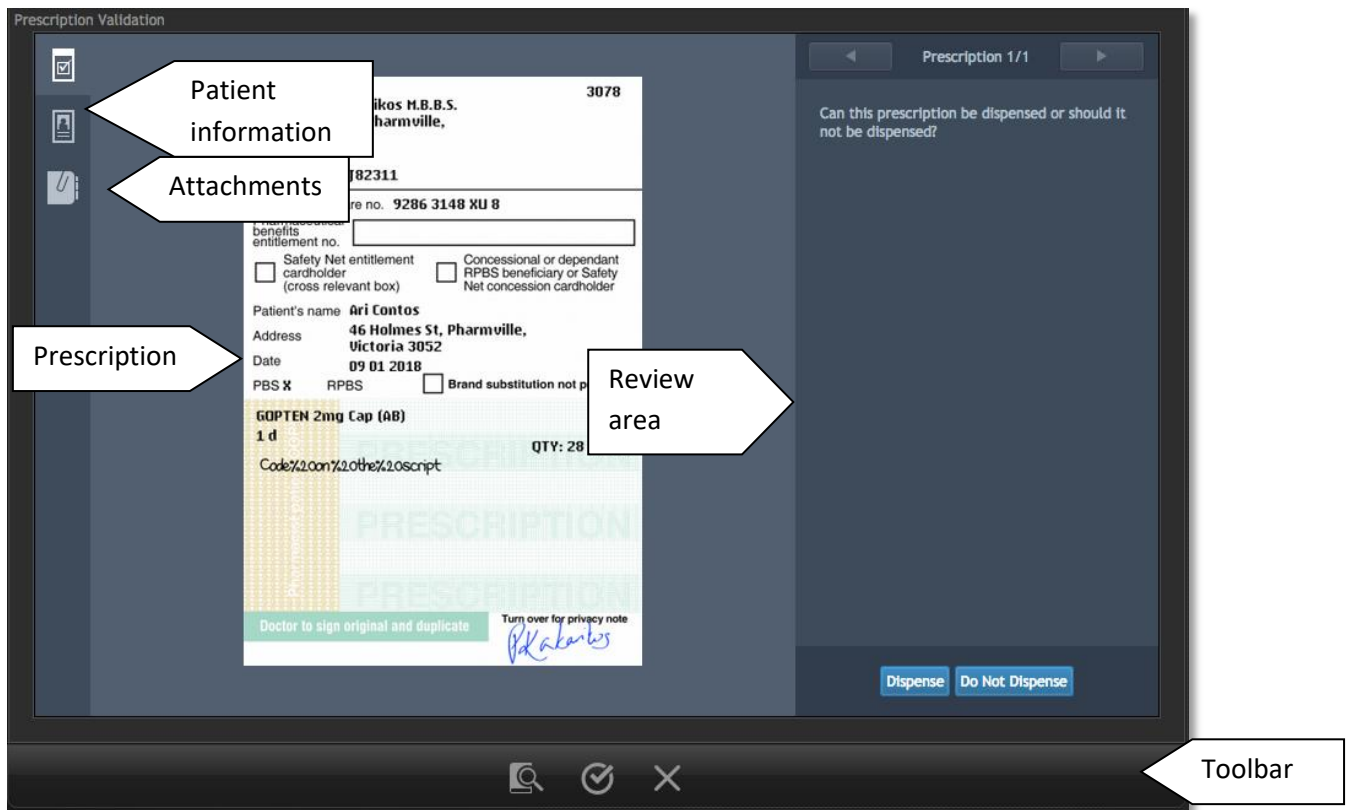 Prescription Validation
Patient
information
Attachments
Prescription
Review
area
Toolbar
3078
ikos M.B.B.S.
harmville,
J82311
re no. 9286 3148 XU 8
benefits
entitlement no.
Safety Net entitlement
cardholder
(cross relevant box)
Concessional or dependant
RPBS beneficiary or Safety
Net concession cardholder
Patient's name Ari Contos
Address 46 Holmes St, Pharmville,
Victoria 3052
Date 09 01 2018
PBS X RPBS Brand substitution not p
GOPTEN 2mg Cap (AB)
1 d
QTY: 28
Code%20on%20the%20script
Pharmacist/patient COPY
PRESCRIPTION
PRESCRIPTION
PRESCRIPTION
Doctor to sign original and duplicate
Turn over for privacy note
Prescription 1/1
Can this prescription be dispensed or should it
not be dispensed?
Dispense Do Not Dispense